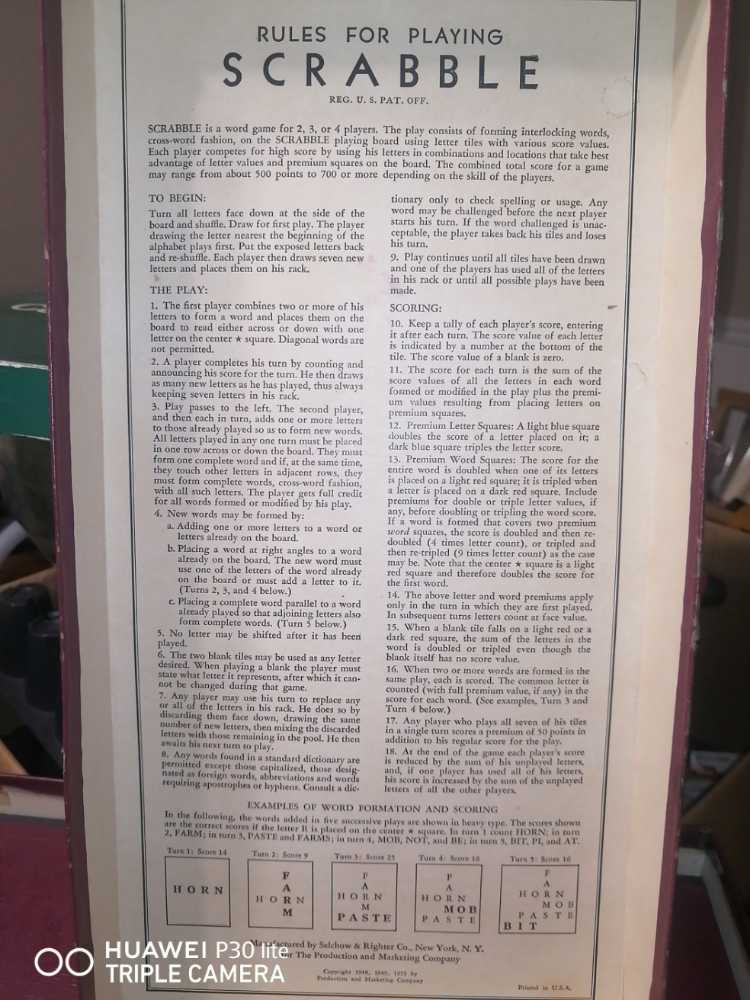 RULES FOR PLAYING
SCRABBLE
REG. U. S. PAT. OFF.
SCRABBLE is a word game for 2, 3, or 4 players. The play consists of forming interlocking words,
cross-word fashion, on the SCRABBLE playing board using letter tiles with various score values.
Each player competes for high score by using his letters in combinations and locations that take best
advantage of letter values and premium squares on the board. The combined total score for a game
may range from about 500 points to 700 or more depending on the skill of the players.
TO BEGIN:
Turn all letters face down at the side of the
board and shuffle. Draw for first play. The player
drawing the letter nearest the beginning of the
alphabet plays first. Put the exposed letters back
and re-shuffle. Each player then draws seven new
letters and places them on his rack.
THE PLAY:
1. The first player combines two or more of his
letters to form a word and places them on the
board to read either across or down with one
letter on the center ★ square. Diagonal words are
not permitted.
2. A player completes his turn by counting and
announcing his score for the turn. He then draws
as many new letters as he has played, thus always
keeping seven letters in his rack.
3. Play passes to the left. The second player,
and then each in turn, adds one or more letters
to those already played so as to form new words.
All letters played in any one turn must be placed
in one row across or down the board. They must
form one complete word and if, at the same time,
they touch other letters in adjacent rows, they
must form complete words, cross-word fashion,
with all such letters. The player gets full credit
for all words formed or modified by his play.
4. New words may be formed by:
a. Adding one or more letters to a word or
letters already on the board.
b. Placing a word at right angles to a word
already on the board. The new word must
use one of the letters of the word already
on the board or must add a letter to it.
(Turns 2, 3, and 4 below.)
c. Placing a complete word parallel to a word
already played so that adjoining letters also
form complete words. (Turn 5 below.)
5. No letter may be shifted after it has been
played.
6. The two blank tiles may be used as any letter
desired. When playing a blank the player must
state what letter it represents, after which it can-
not be changed during that game.
7. Any player may use his turn to replace any
or all of the letters in his rack. He does so by
discarding them face down, drawing the same
number of new letters, then mixing the discarded
letters with those remaining in the pool. He then
awaits his next turn to play.
8. Any words found in a standard dictionary are
permitted except those capitalized, those desig-
nated as foreign words, abbreviations and words
requiring apostrophes or hyphens. Consult a dic-
tionary only to check spelling or usage. Any
word may be challenged before the next player
starts his turn. If the word challenged is unac-
ceptable, the player takes back his tiles and loses
his turn.
9. Play continues until all tiles have been drawn
and one of the players has used all of the letters
in his rack or until all possible plays have been
made.
SCORING:
10. Keep a tally of each player's score, entering
it after each turn. The score value of each letter
is indicated by a number at the bottom of the
tile. The score value of a blank is zero.
11. The score for each turn is the sum of the
score values of all the letters in each word
formed or modified in the play plus the premi-
um values resulting from placing letters on
premium squares.
12. Premium Letter Squares: A light blue square
doubles the score of a letter placed on it; a
dark blue square triples the letter score.
13. Premium Word Squares: The score for the
entire word is doubled when one of its letters
is placed on a light red square; it is tripled when
a letter is placed on a dark red square. Include
premiums for double or triple letter values, if
any, before doubling or tripling the word score.
If a word is formed that covers two premium
word squares, the score is doubled and then re-
doubled (4 times letter count), or tripled and
then re-tripled (9 times letter count) as the case
may be. Note that the center ★ square is a light
red square and therefore doubles the score for
the first word.
14. The above letter and word premiums apply
only in the turn in which they are first played.
In subsequent turns letters count at face value.
15. When a blank tile falls on a light red or a
dark red square, the sum of the letters in the
word is doubled or tripled even though the
blank itself has no score value.
16. When two or more words are formed in the
same play, each is scored. The common letter is
counted (with full premium value, if any) in the
score for each word. (See examples, Turn 3 and
Turn 4 below.)
17. Any player who plays all seven of his tiles
in a single turn scores a premium of 50 points in
addition to his regular score for the play.
18. At the end of the game each player's score
is reduced by the sum of his unplayed letters,
and, if one player has used all of his letters,
his score is increased by the sum of the unplayed
letters of all the other players.
EXAMPLES OF WORD FORMATION AND SCORING
In the following, the words added in five successive plays are shown in heavy type. The scores shown
are the correct scores if the letter R is placed on the center ★ square. In turn 1 count HORN; in turn
2, FARM; in turn 3, PASTE and FARMS; in turn 4, MOB, NOT, and BE; in turn 5, BIT, PI, and AT.
Turn 1: Score 14
HORN
Turn 2: Score 9
F
A
HORN
M
Turn 3: Score 25
F
A
HORN
M
PASTE
Turn 4: Score 16
F
A
HORN
MOB
PASTE
Turn 5: Score 16
F
A
HORN
MOB
PASTE
BIT
Manufactured by Selchow & Righter Co., New York, N. Y.
for The Production and Marketing Company
Copyright 1948, 1949, 1953 by
Production and Marketing Company
Printed in U.S.A.
HUAWEI P30 lite
TRIPLE CAMERA